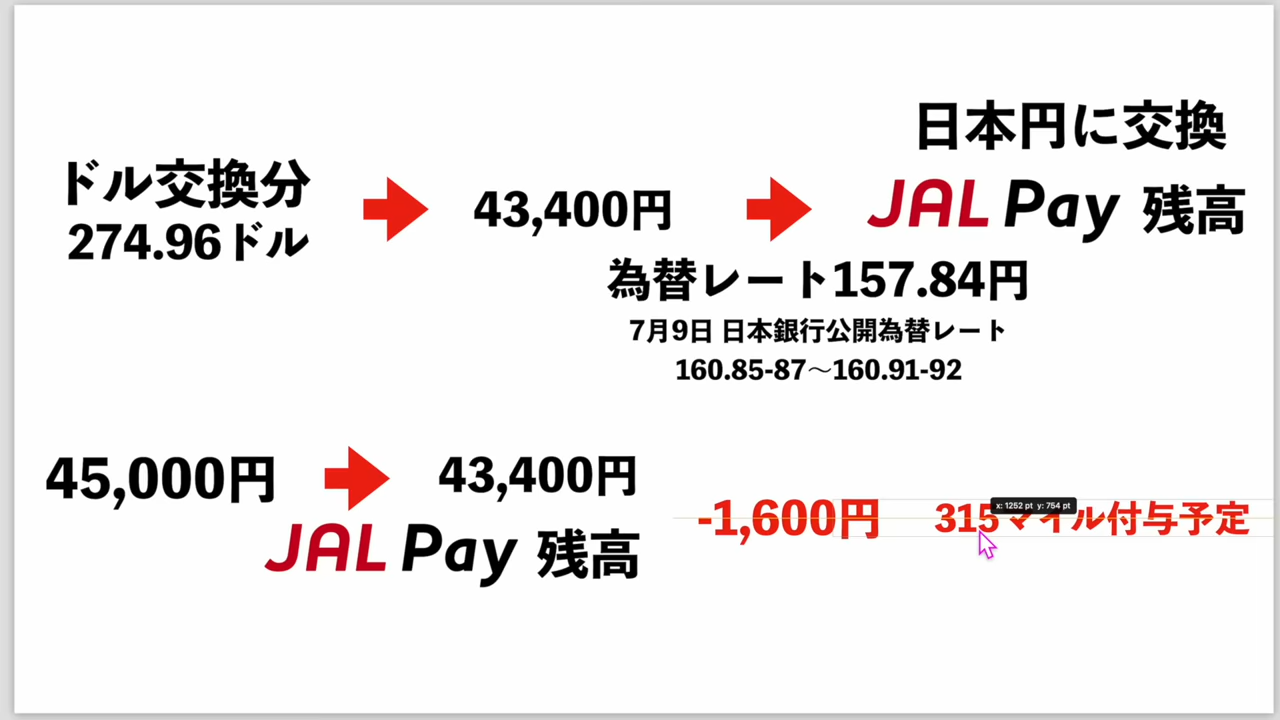 日本円に交換
ドル交換分
274.96ドル
43,400円
JAL Pay 残高
為替レート157.84円
7月9日 日本銀行公開為替レート
160.85-87～160.91-92
45,000円
43,400円
JAL Pay 残高
-1,600円
315マイル付与予定
x: 1252 pt y: 754 pt